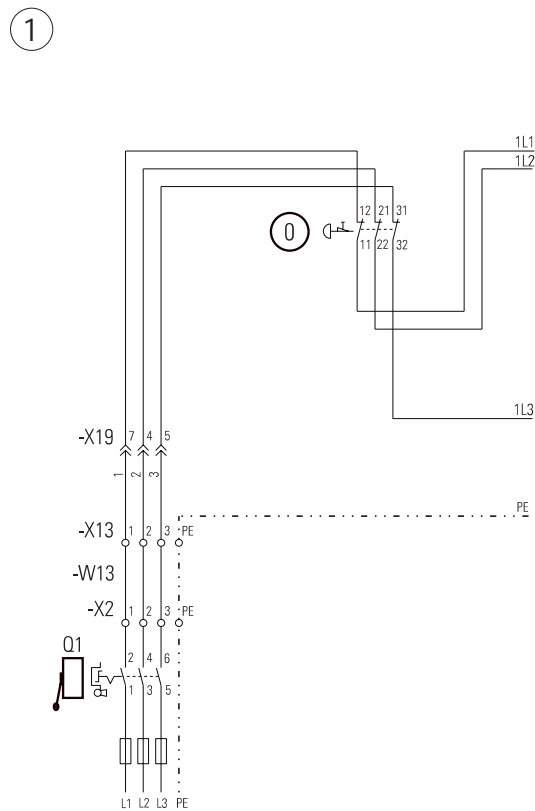 1
1L1
1L2
12 21 31
0
11 22 32
1L3
-X19 7 4 5
1 2 3
PE
-X13 1 2 3 PE
-W13
-X2 1 2 3 PE
Q1
2 4 6
1 3 5
L1 L2 L3 PE